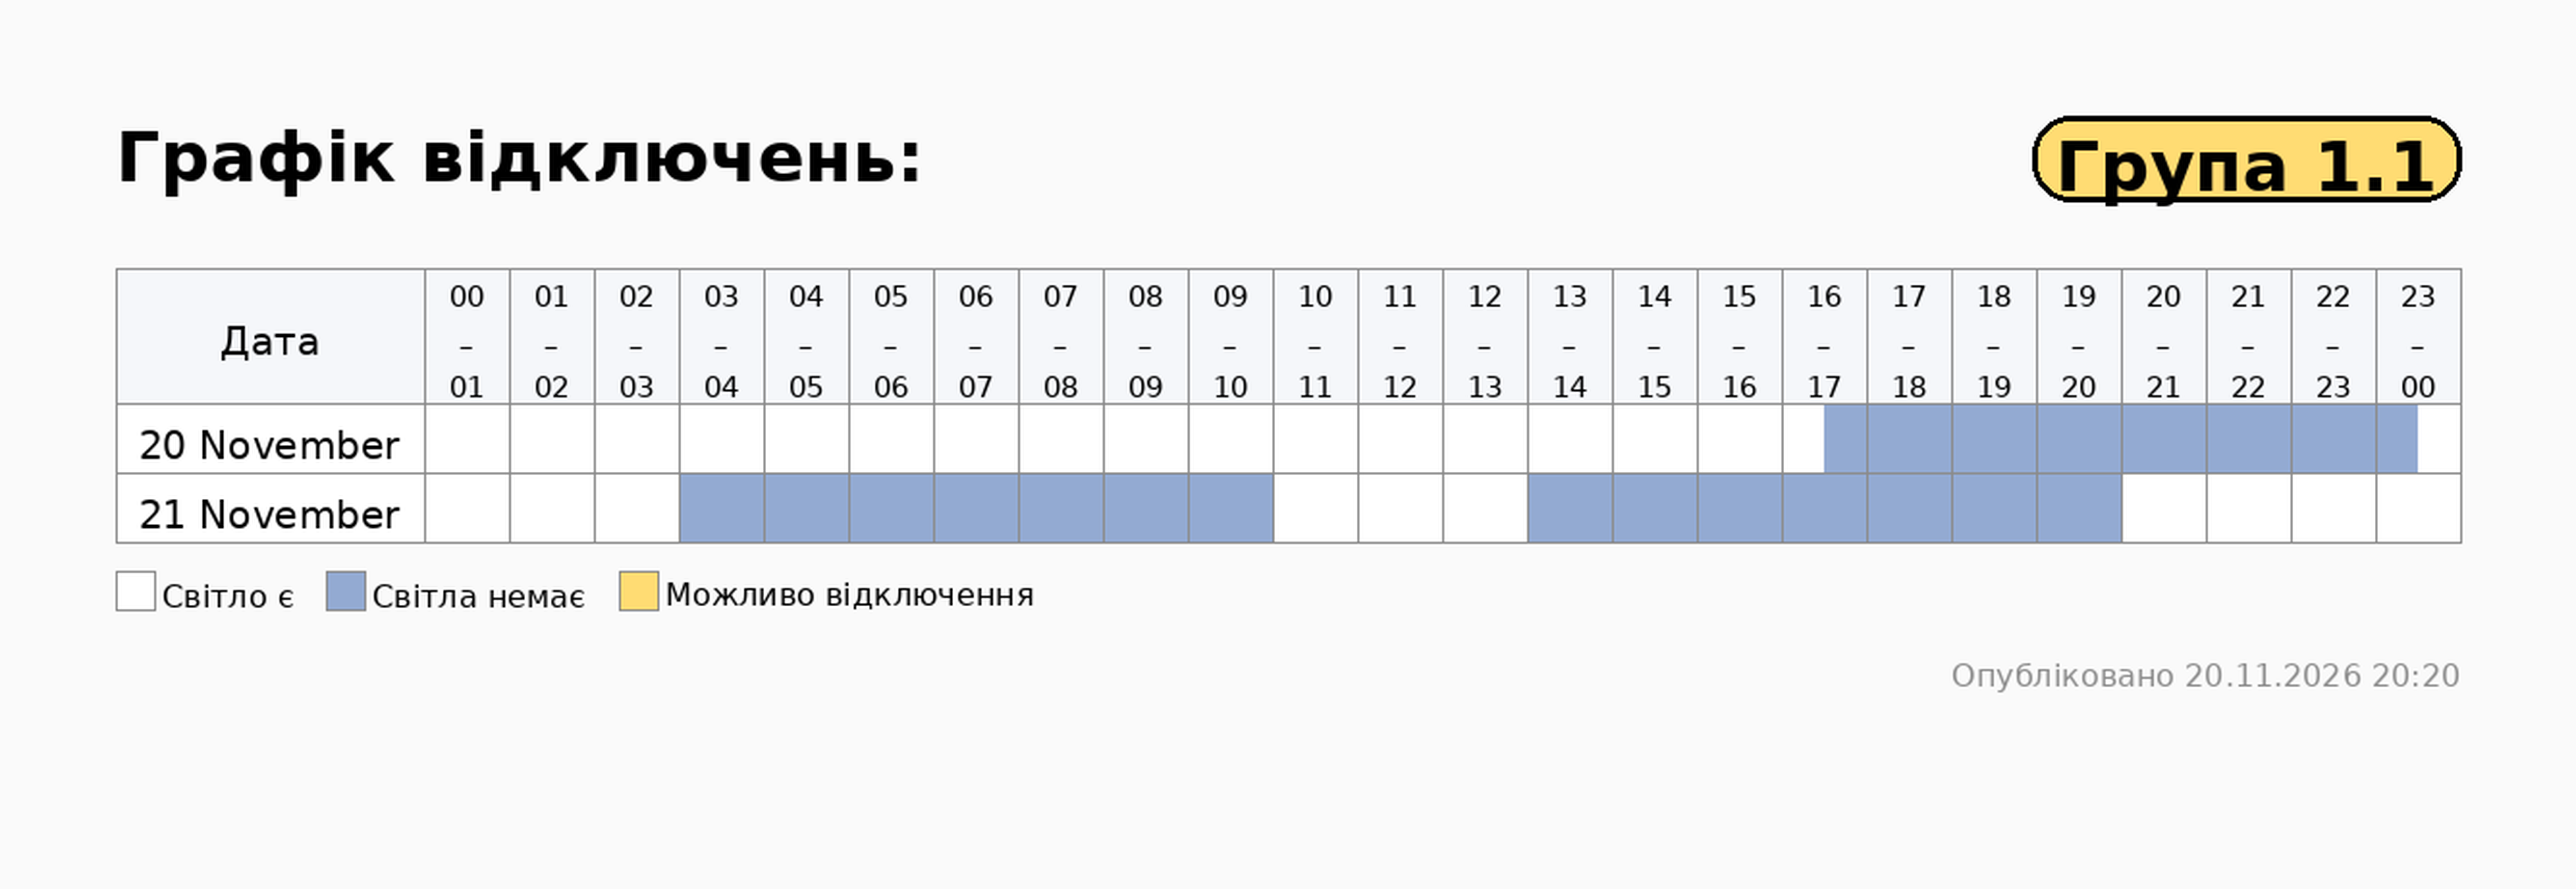 Графік відключень:
Група 1.1
Дата
00 – 01
01 – 02
02 – 03
03 – 04
04 – 05
05 – 06
06 – 07
07 – 08
08 – 09
09 – 10
10 – 11
11 – 12
12 – 13
13 – 14
14 – 15
15 – 16
16 – 17
17 – 18
18 – 19
19 – 20
20 – 21
21 – 22
22 – 23
23 – 00
20 November
21 November
Світло є
Світла немає
Можливо відключення
Опубліковано 20.11.2026 20:20